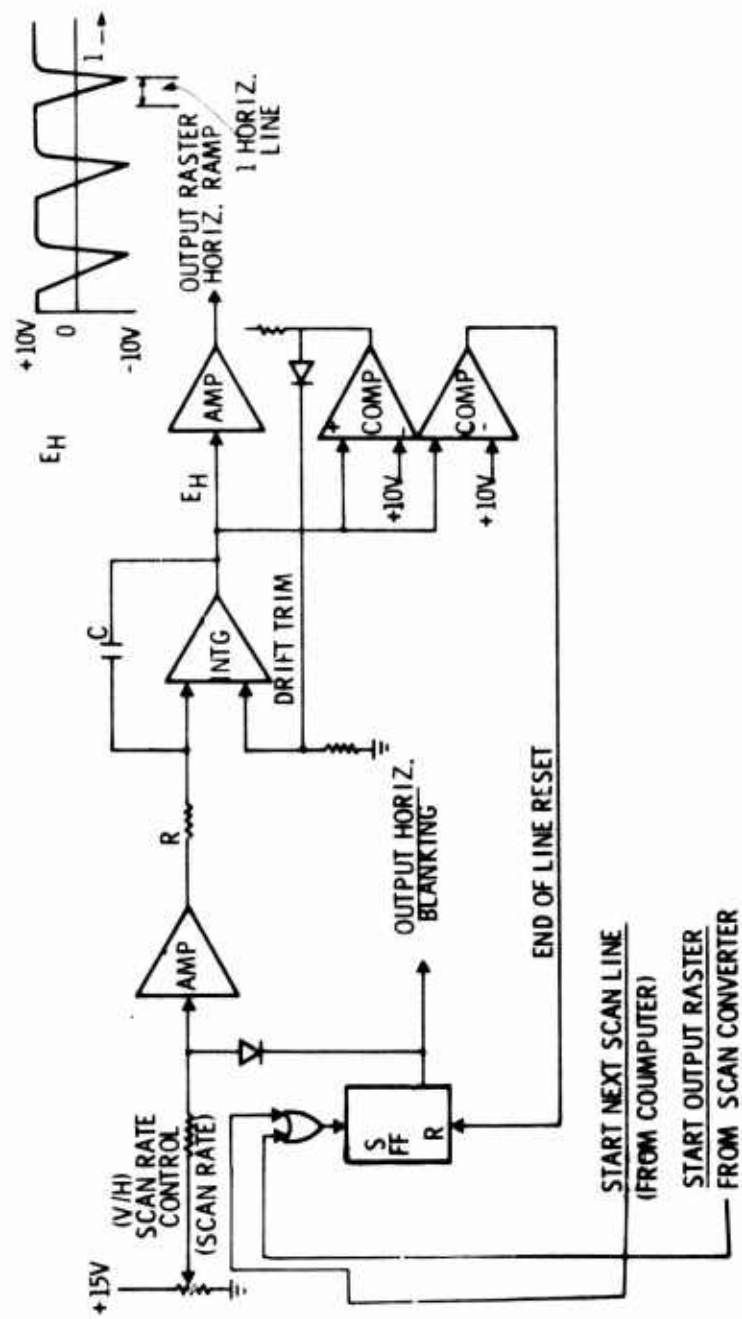 +10V
0
-10V
E_H
1
1 HORIZ.
LINE
OUTPUT RASTER
HORIZ. RAMP
AMP
E_H
C
INTG
DRIFT TRIM
+
COMP
-
+10V
COMP
-
+10V
R
AMP
+15V
(V/H)
SCAN RATE
CONTROL
(SCAN RATE)
OUTPUT HORIZ.
BLANKING
S
FF
R
END OF LINE RESET
START NEXT SCAN LINE
(FROM COUMPUTER)
START OUTPUT RASTER
FROM SCAN CONVERTER